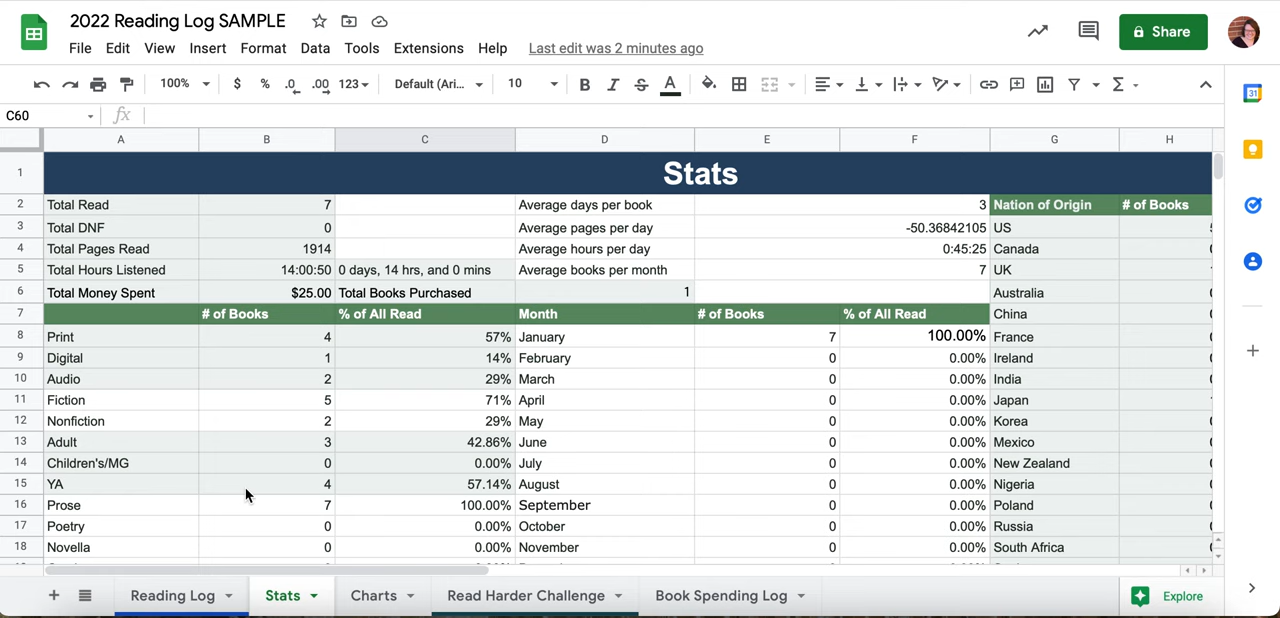 2022 Reading Log SAMPLE
File Edit View Insert Format Data Tools Extensions Help Last edit was 2 minutes ago
Share
100% $ % .0 .00 123 Default (Ari... 10 B I S A
31
C60 fx
A B C D E F G H
1 Stats
2 Total Read 7 Average days per book 3 Nation of Origin # of Books
3 Total DNF 0 Average pages per day -50.36842105 US
4 Total Pages Read 1914 Average hours per day 0:45:25 Canada
5 Total Hours Listened 14:00:50 0 days, 14 hrs, and 0 mins Average books per month 7 UK
6 Total Money Spent $25.00 Total Books Purchased 1 Australia
7 # of Books % of All Read Month # of Books % of All Read China
8 Print 4 57% January 7 100.00% France
9 Digital 1 14% February 0 0.00% Ireland
10 Audio 2 29% March 0 0.00% India
11 Fiction 5 71% April 0 0.00% Japan
12 Nonfiction 2 29% May 0 0.00% Korea
13 Adult 3 42.86% June 0 0.00% Mexico
14 Children's/MG 0 0.00% July 0 0.00% New Zealand
15 YA 4 57.14% August 0 0.00% Nigeria
16 Prose 7 100.00% September 0 0.00% Poland
17 Poetry 0 0.00% October 0 0.00% Russia
18 Novella 0 0.00% November 0 0.00% South Africa
Reading Log Stats Charts Read Harder Challenge Book Spending Log Explore